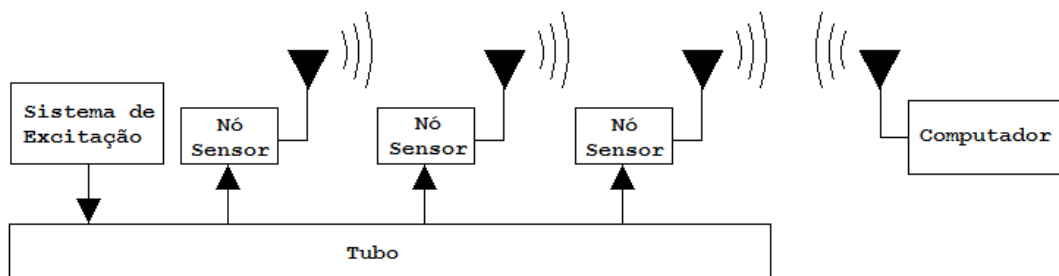 Sistema de
Excitação
Nó
Sensor
Nó
Sensor
Nó
Sensor
Computador
Tubo